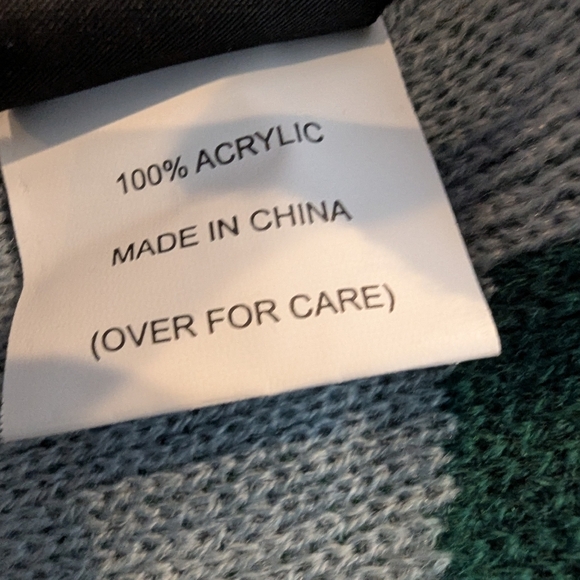 100% ACRYLIC
MADE IN CHINA
(OVER FOR CARE)